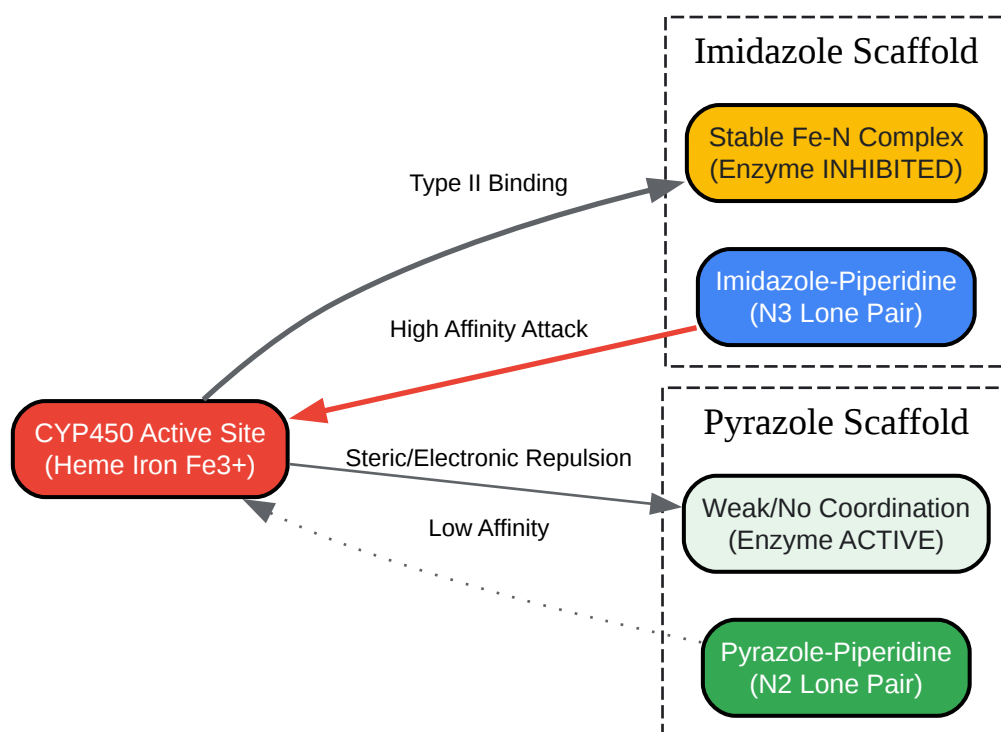 Imidazole Scaffold
Stable Fe-N Complex
(Enzyme INHIBITED)
Type II Binding
Imidazole-Piperidine
(N3 Lone Pair)
High Affinity Attack
CYP450 Active Site
(Heme Iron Fe3+)
Pyrazole Scaffold
Steric/Electronic Repulsion
Weak/No Coordination
(Enzyme ACTIVE)
Low Affinity
Pyrazole-Piperidine
(N2 Lone Pair)